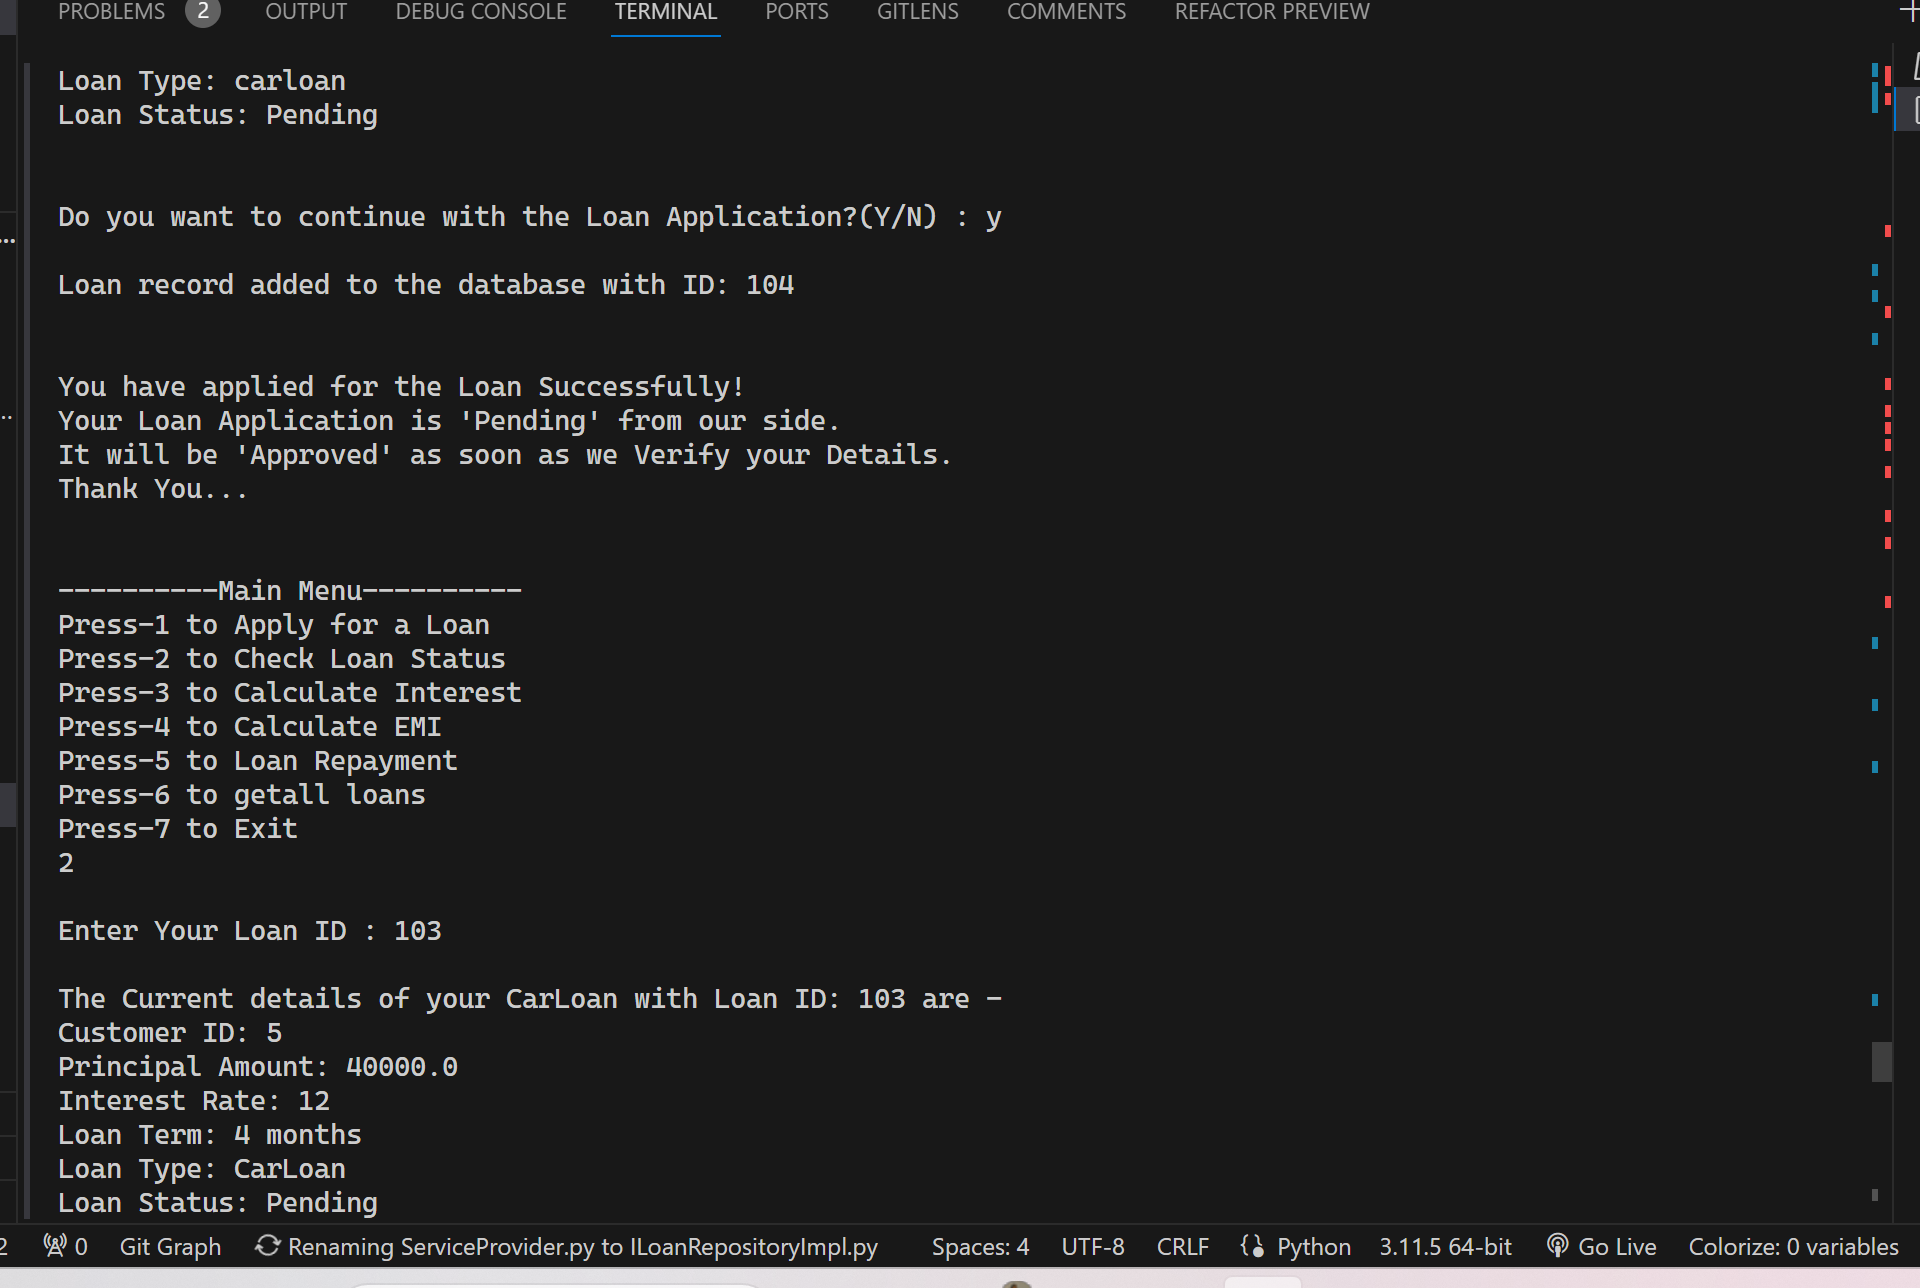 PROBLEMS 2 OUTPUT DEBUG CONSOLE TERMINAL PORTS GITLENS COMMENTS REFACTOR PREVIEW
Loan Type: carloan
Loan Status: Pending
Do you want to continue with the Loan Application?(Y/N) : y
Loan record added to the database with ID: 104
You have applied for the Loan Successfully!
Your Loan Application is 'Pending' from our side.
It will be 'Approved' as soon as we Verify your Details.
Thank You...
----------Main Menu----------
Press-1 to Apply for a Loan
Press-2 to Check Loan Status
Press-3 to Calculate Interest
Press-4 to Calculate EMI
Press-5 to Loan Repayment
Press-6 to getall loans
Press-7 to Exit
2
Enter Your Loan ID : 103
The Current details of your CarLoan with Loan ID: 103 are -
Customer ID: 5
Principal Amount: 40000.0
Interest Rate: 12
Loan Term: 4 months
Loan Type: CarLoan
Loan Status: Pending
2 0 Git Graph Renaming ServiceProvider.py to ILoanRepositoryImpl.py Spaces: 4 UTF-8 CRLF Python 3.11.5 64-bit Go Live Colorize: 0 variables